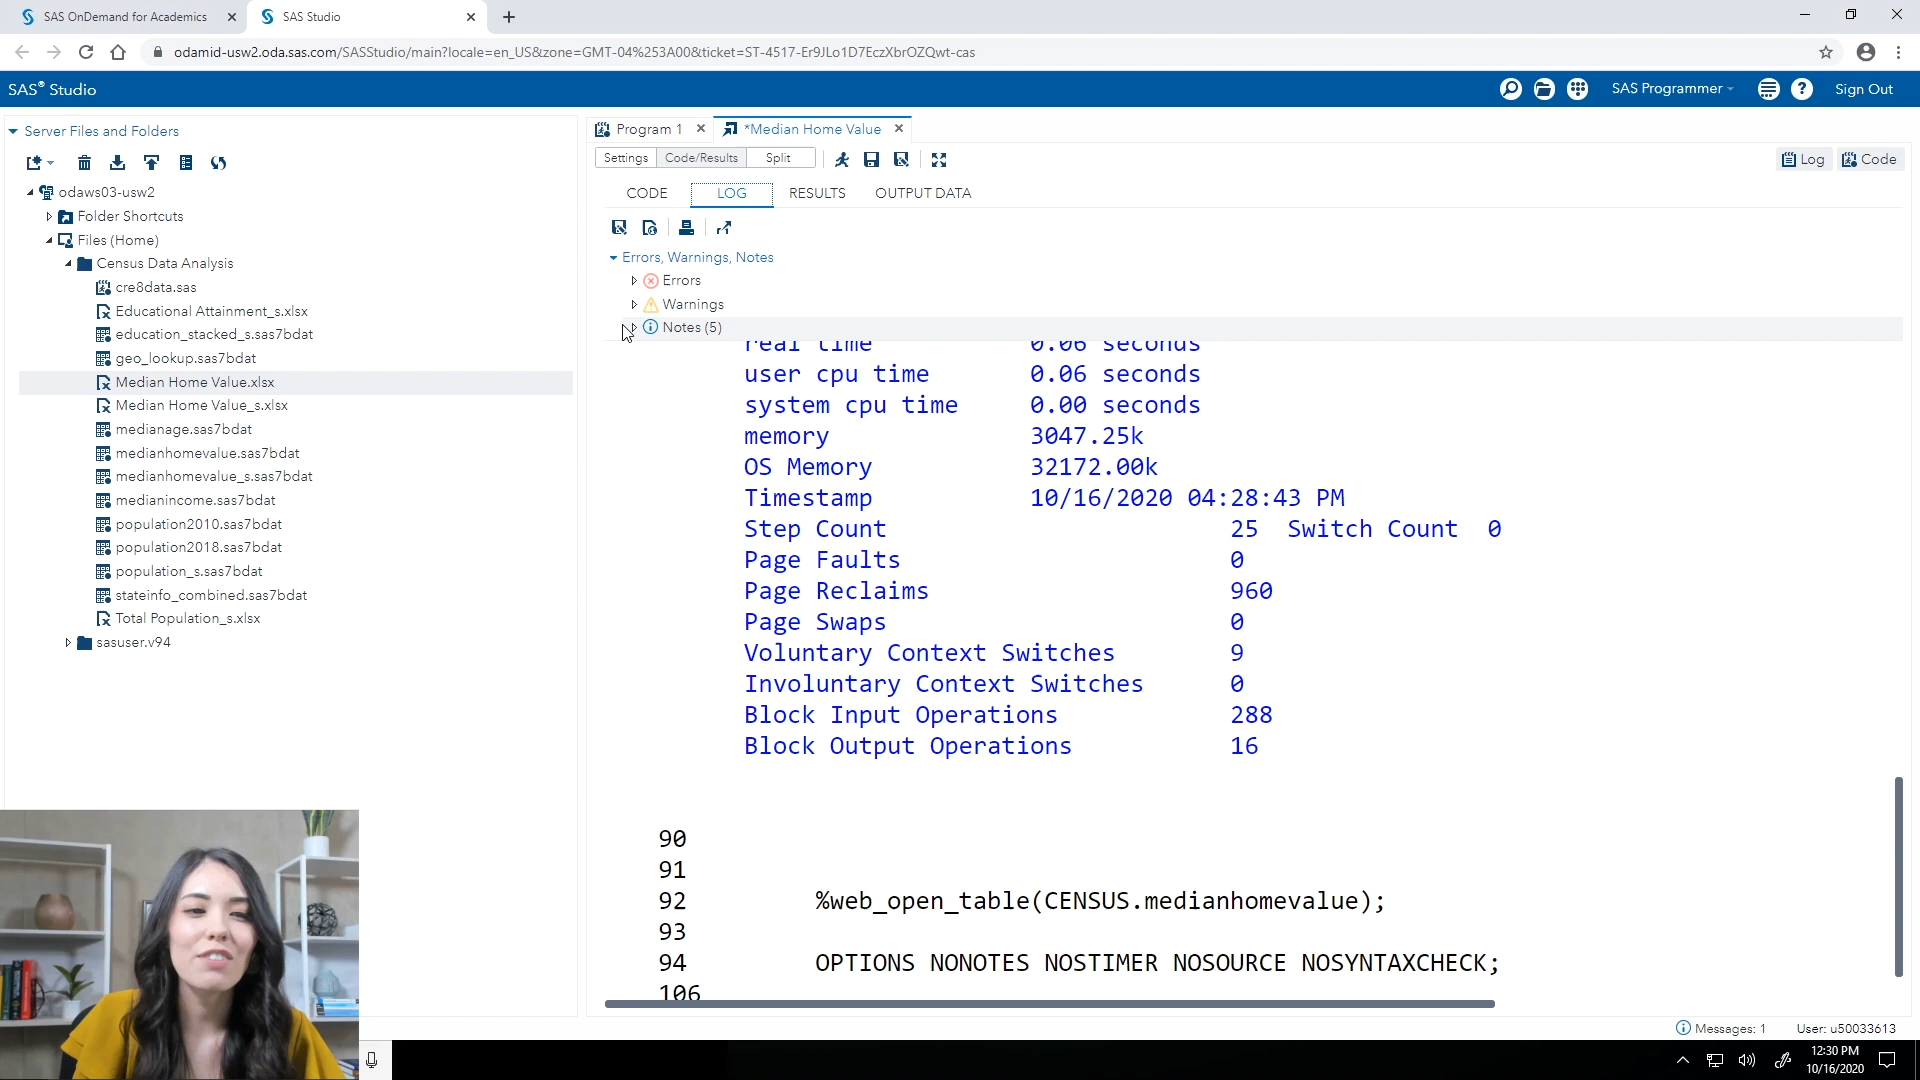 SAS OnDemand for Academics
SAS Studio
odamid-usw2.oda.sas.com/SASStudio/main?locale=en_US&zone=GMT-04%253A00&ticket=ST-4517-Er9JLo1D7EczXbrOZQwt-cas
SAS® Studio
SAS Programmer
Sign Out
Server Files and Folders
odaws03-usw2
Folder Shortcuts
Files (Home)
Census Data Analysis
cre8data.sas
Educational Attainment_s.xlsx
education_stacked_s.sas7bdat
geo_lookup.sas7bdat
Median Home Value.xlsx
Median Home Value_s.xlsx
medianage.sas7bdat
medianhomevalue.sas7bdat
medianhomevalue_s.sas7bdat
medianincome.sas7bdat
population2010.sas7bdat
population2018.sas7bdat
population_s.sas7bdat
stateinfo_combined.sas7bdat
Total Population_s.xlsx
sasuser.v94
Program 1
*Median Home Value
Settings Code/Results Split
Log Code
CODE LOG RESULTS OUTPUT DATA
Errors, Warnings, Notes
Errors
Warnings
Notes (5)
real time 0.06 seconds
user cpu time 0.06 seconds
system cpu time 0.00 seconds
memory 3047.25k
OS Memory 32172.00k
Timestamp 10/16/2020 04:28:43 PM
Step Count 25 Switch Count 0
Page Faults 0
Page Reclaims 960
Page Swaps 0
Voluntary Context Switches 9
Involuntary Context Switches 0
Block Input Operations 288
Block Output Operations 16
90
91
92 %web_open_table(CENSUS.medianhomevalue);
93
94 OPTIONS NONOTES NOSTIMER NOSOURCE NOSYNTAXCHECK;
106
Messages: 1 User: u50033613
12:30 PM
10/16/2020